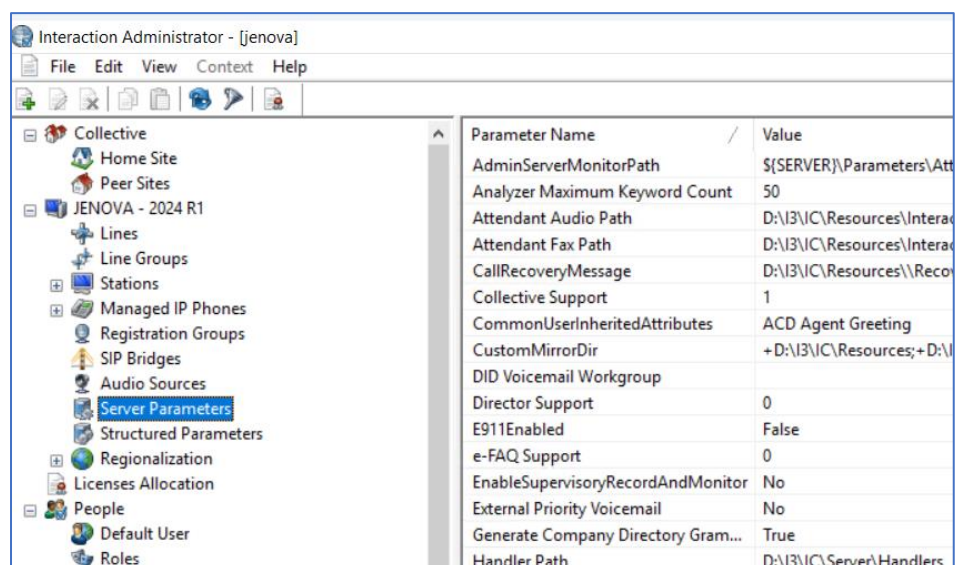 Interaction Administrator - [jenova]
File Edit View Context Help
Collective
Home Site
Peer Sites
JENOVA - 2024 R1
Lines
Line Groups
Stations
Managed IP Phones
Registration Groups
SIP Bridges
Audio Sources
Server Parameters
Structured Parameters
Regionalization
Licenses Allocation
People
Default User
Roles
Parameter Name / Value
AdminServerMonitorPath ${SERVER}\Parameters\Att
Analyzer Maximum Keyword Count 50
Attendant Audio Path D:\I3\IC\Resources\Interac
Attendant Fax Path D:\I3\IC\Resources\Interac
CallRecoveryMessage D:\I3\IC\Resources\\Recov
Collective Support 1
CommonUserInheritedAttributes ACD Agent Greeting
CustomMirrorDir +D:\I3\IC\Resources;+D:\I
DID Voicemail Workgroup
Director Support 0
E911Enabled False
e-FAQ Support 0
EnableSupervisoryRecordAndMonitor No
External Priority Voicemail No
Generate Company Directory Gram... True
Handler Path D:\I3\IC\Server\Handlers